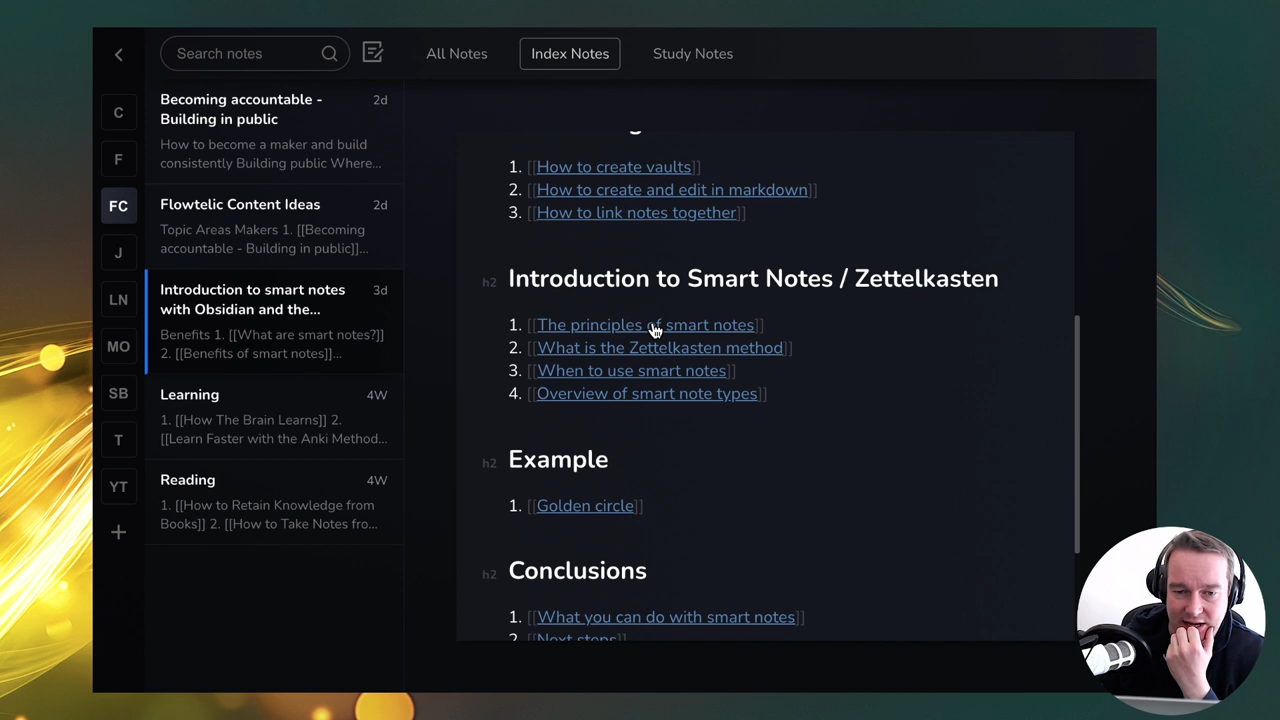 Search notes
All Notes
Index Notes
Study Notes
C
F
FC
J
LN
MO
SB
T
YT
Becoming accountable -
Building in public
2d
How to become a maker and build
consistently Building public Where...
Flowtelic Content Ideas
2d
Topic Areas Makers 1. [[Becoming
accountable - Building in public]]...
Introduction to smart notes
with Obsidian and the...
3d
Benefits 1. [[What are smart notes?]]
2. [[Benefits of smart notes]]...
Learning
4W
1. [[How The Brain Learns]] 2.
[[Learn Faster with the Anki Method...
Reading
4W
1. [[How to Retain Knowledge from
Books]] 2. [[How to Take Notes fro...
1. [[How to create vaults]]
2. [[How to create and edit in markdown]]
3. [[How to link notes together]]
h2 Introduction to Smart Notes / Zettelkasten
1. [[The principles of smart notes]]
2. [[What is the Zettelkasten method]]
3. [[When to use smart notes]]
4. [[Overview of smart note types]]
h2 Example
1. [[Golden circle]]
h2 Conclusions
1. [[What you can do with smart notes]]
2. [[Next steps]]